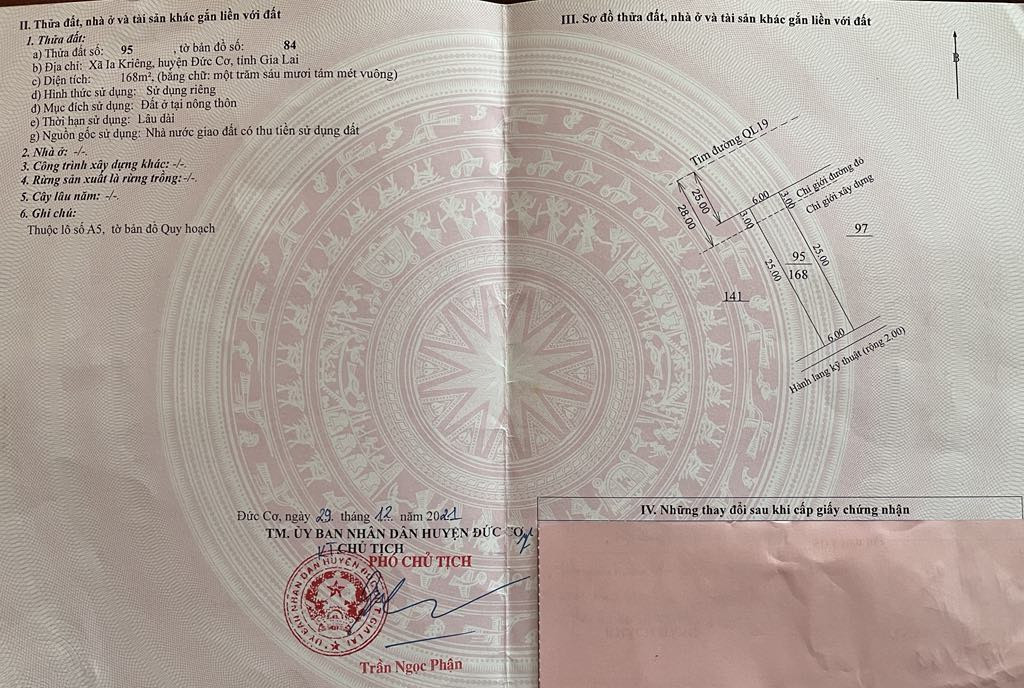 II. Thửa đất, nhà ở và tài sản khác gắn liền với đất
1. Thửa đất:
a) Thửa đất số: 95 , tờ bản đồ số: 84
b) Địa chỉ: Xã Ia Kriêng, huyện Đức Cơ, tỉnh Gia Lai
c) Diện tích: 168m², (bằng chữ: một trăm sáu mươi tám mét vuông)
d) Hình thức sử dụng: Sử dụng riêng
đ) Mục đích sử dụng: Đất ở tại nông thôn
e) Thời hạn sử dụng: Lâu dài
g) Nguồn gốc sử dụng: Nhà nước giao đất có thu tiền sử dụng đất
2. Nhà ở: -/-.
3. Công trình xây dựng khác: -/-.
4. Rừng sản xuất là rừng trồng: -/-.
5. Cây lâu năm: -/-.
6. Ghi chú:
Thuộc lô số A5, tờ bản đồ Quy hoạch
Đức Cơ, ngày 29 tháng 12 năm 2021
TM. ỦY BAN NHÂN DÂN HUYỆN ĐỨC CƠ
KT CHỦ TỊCH
PHÓ CHỦ TỊCH
ỦY BAN NHÂN DÂN HUYỆN ĐỨC CƠ T GIA LAI
Trần Ngọc Phận
III. Sơ đồ thửa đất, nhà ở và tài sản khác gắn liền với đất
B
Tim đường QL19
25.00
28.00
6.00
3.00
3.00
Chỉ giới đường đỏ
Chỉ giới xây dựng
97
25.00
25.00
95
168
141
6.00
Hành lang kỹ thuật (rộng 2.00)
IV. Những thay đổi sau khi cấp giấy chứng nhận